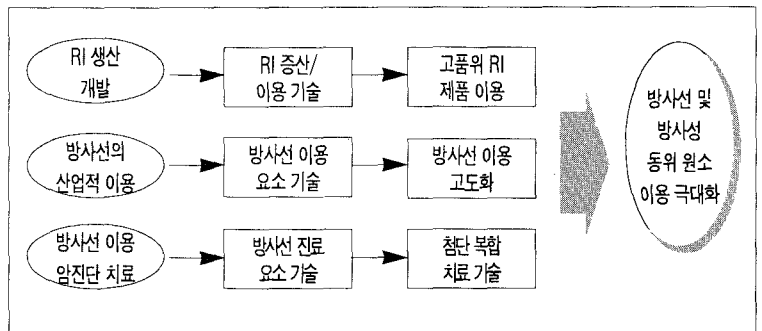 RI 생산
개발
RI 증산/
이용 기술
고품위 RI
제품 이용
방사선의
산업적 이용
방사선 이용
요소 기술
방사선 이용
고도화
방사선 이용
암진단 치료
방사선 진료
요소 기술
첨단 복합
치료 기술
방사선 및
방사성
동위 원소
이용 극대화